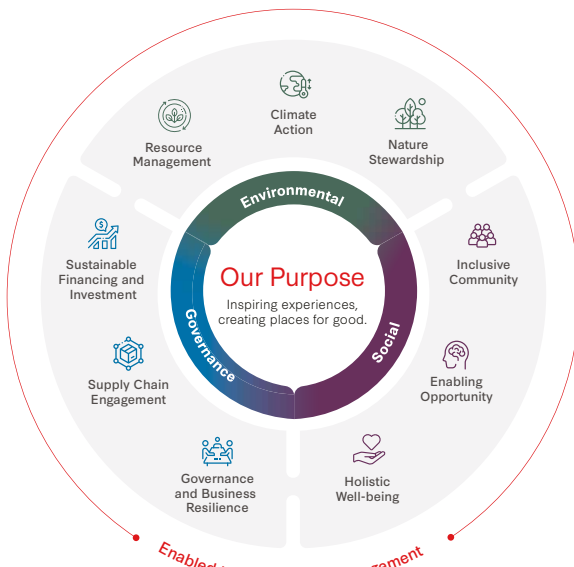 Climate
Action
Resource
Management
Nature
Stewardship
Environmental
Sustainable
Financing and
Investment
Our Purpose
Inspiring experiences,
creating places for good.
Inclusive
Community
Governance
Social
Supply Chain
Engagement
Enabling
Opportunity
Governance
and Business
Resilience
Holistic
Well-being
Enabled